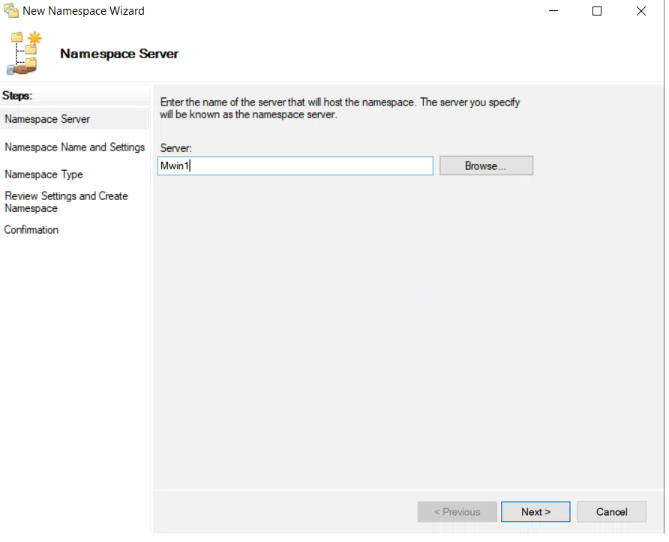 New Namespace Wizard
Namespace Server
Steps:
Namespace Server
Namespace Name and Settings
Namespace Type
Review Settings and Create
Namespace
Confirmation
Enter the name of the server that will host the namespace. The server you specify
will be known as the namespace server.
Server:
Mwin1
Browse...
< Previous
Next >
Cancel